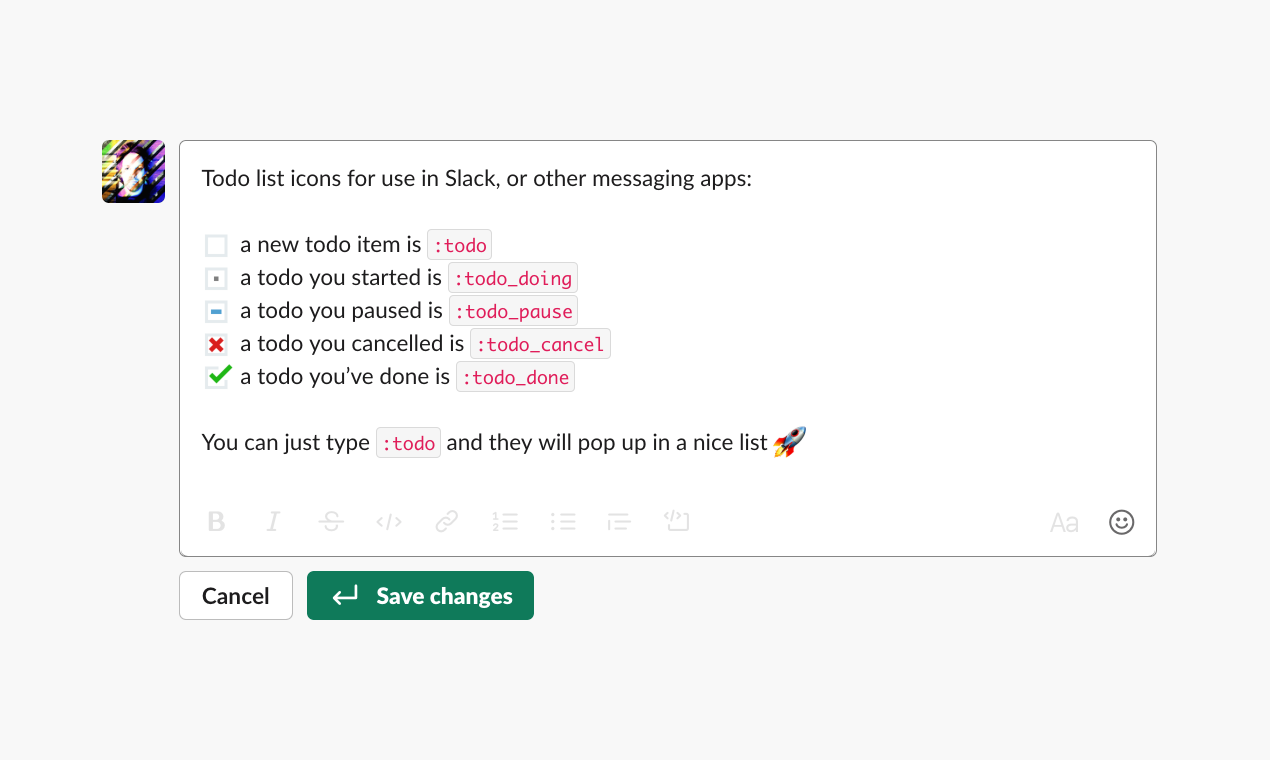 Todo list icons for use in Slack, or other messaging apps:
a new todo item is :todo
a todo you started is :todo_doing
a todo you paused is :todo_pause
a todo you cancelled is :todo_cancel
a todo you’ve done is :todo_done
You can just type :todo and they will pop up in a nice list 🚀
Aa
Cancel
Save changes